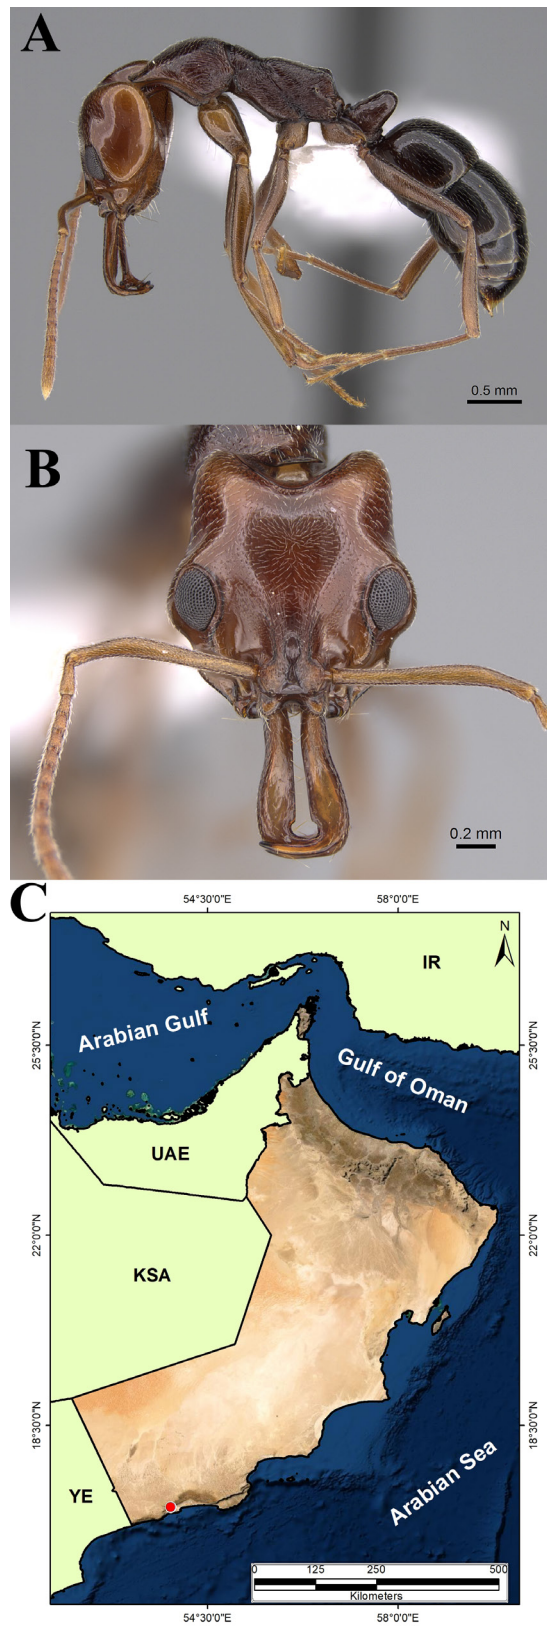 A
0.5 mm
B
0.2 mm
C
54°30'0"E
58°0'0"E
N
IR
Arabian Gulf
25°30'0"N
25°30'0"N
Gulf of Oman
UAE
22°0'0"N
22°0'0"N
KSA
18°30'0"N
18°30'0"N
YE
Arabian Sea
0 125 250 500
Kilometers
54°30'0"E
58°0'0"E